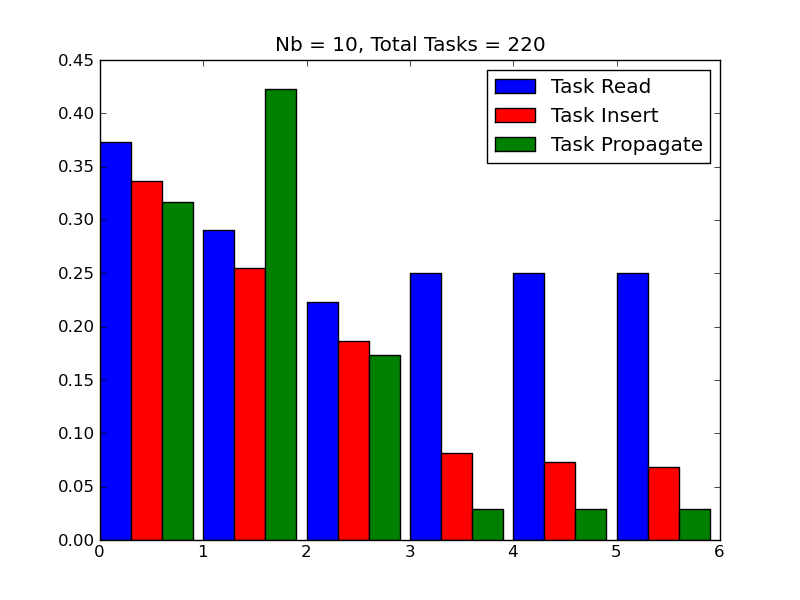 Nb = 10, Total Tasks = 220
0.45
0.40
0.35
0.30
0.25
0.20
0.15
0.10
0.05
0.00
Task Read
Task Insert
Task Propagate
0 1 2 3 4 5 6